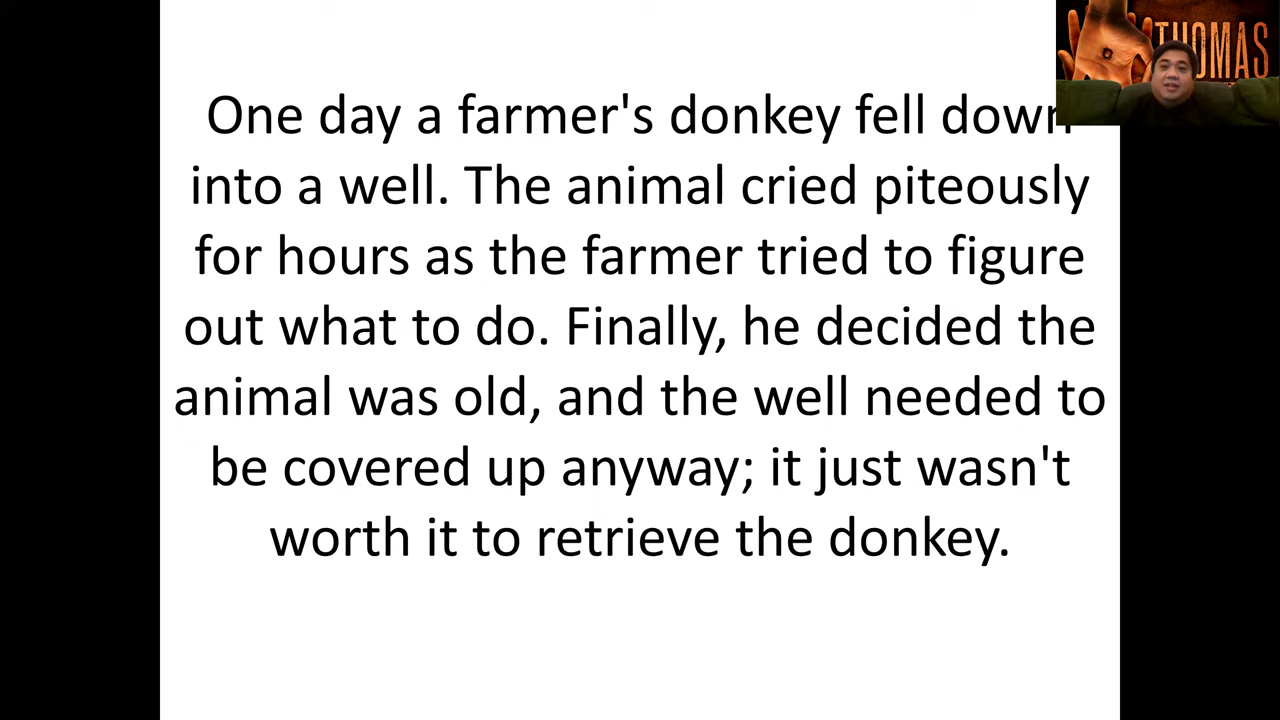 THOMAS
One day a farmer's donkey fell down
into a well. The animal cried piteously
for hours as the farmer tried to figure
out what to do. Finally, he decided the
animal was old, and the well needed to
be covered up anyway; it just wasn't
worth it to retrieve the donkey.